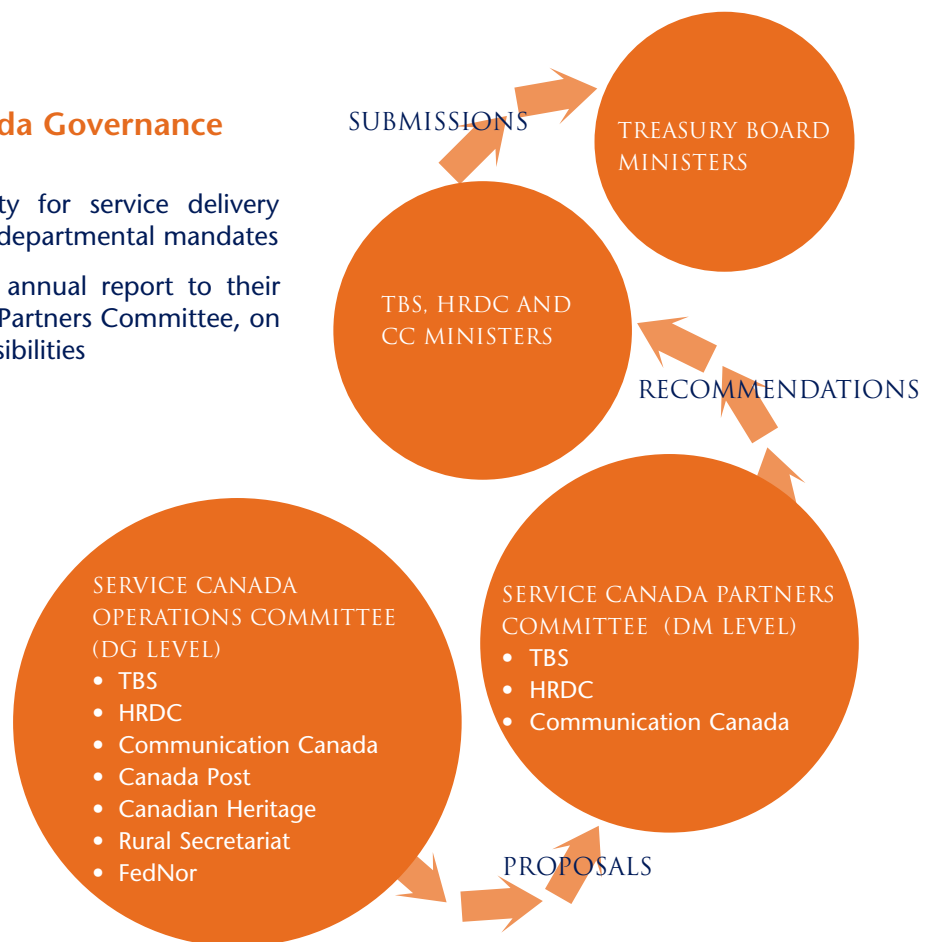 da Governance
ty for service delivery
departmental mandates
annual report to their
Partners Committee, on
sibilities
SUBMISSIONS
TREASURY BOARD
MINISTERS
TBS, HRDC AND
CC MINISTERS
RECOMMENDATIONS
SERVICE CANADA
OPERATIONS COMMITTEE
(DG LEVEL)
• TBS
• HRDC
• Communication Canada
• Canada Post
• Canadian Heritage
• Rural Secretariat
• FedNor
SERVICE CANADA PARTNERS
COMMITTEE (DM LEVEL)
• TBS
• HRDC
• Communication Canada
PROPOSALS